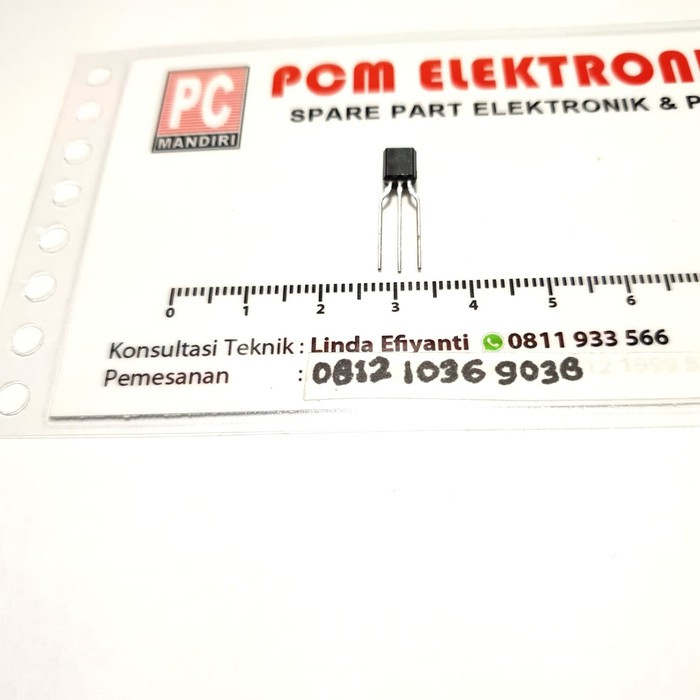 PC
MANDIRI
PCM ELEKTRONI
SPARE PART ELEKTRONIK & P
0 1 2 3 4 5 6
Konsultasi Teknik : Linda Efiyanti 0811 933 566
Pemesanan : 0812 1036 9038